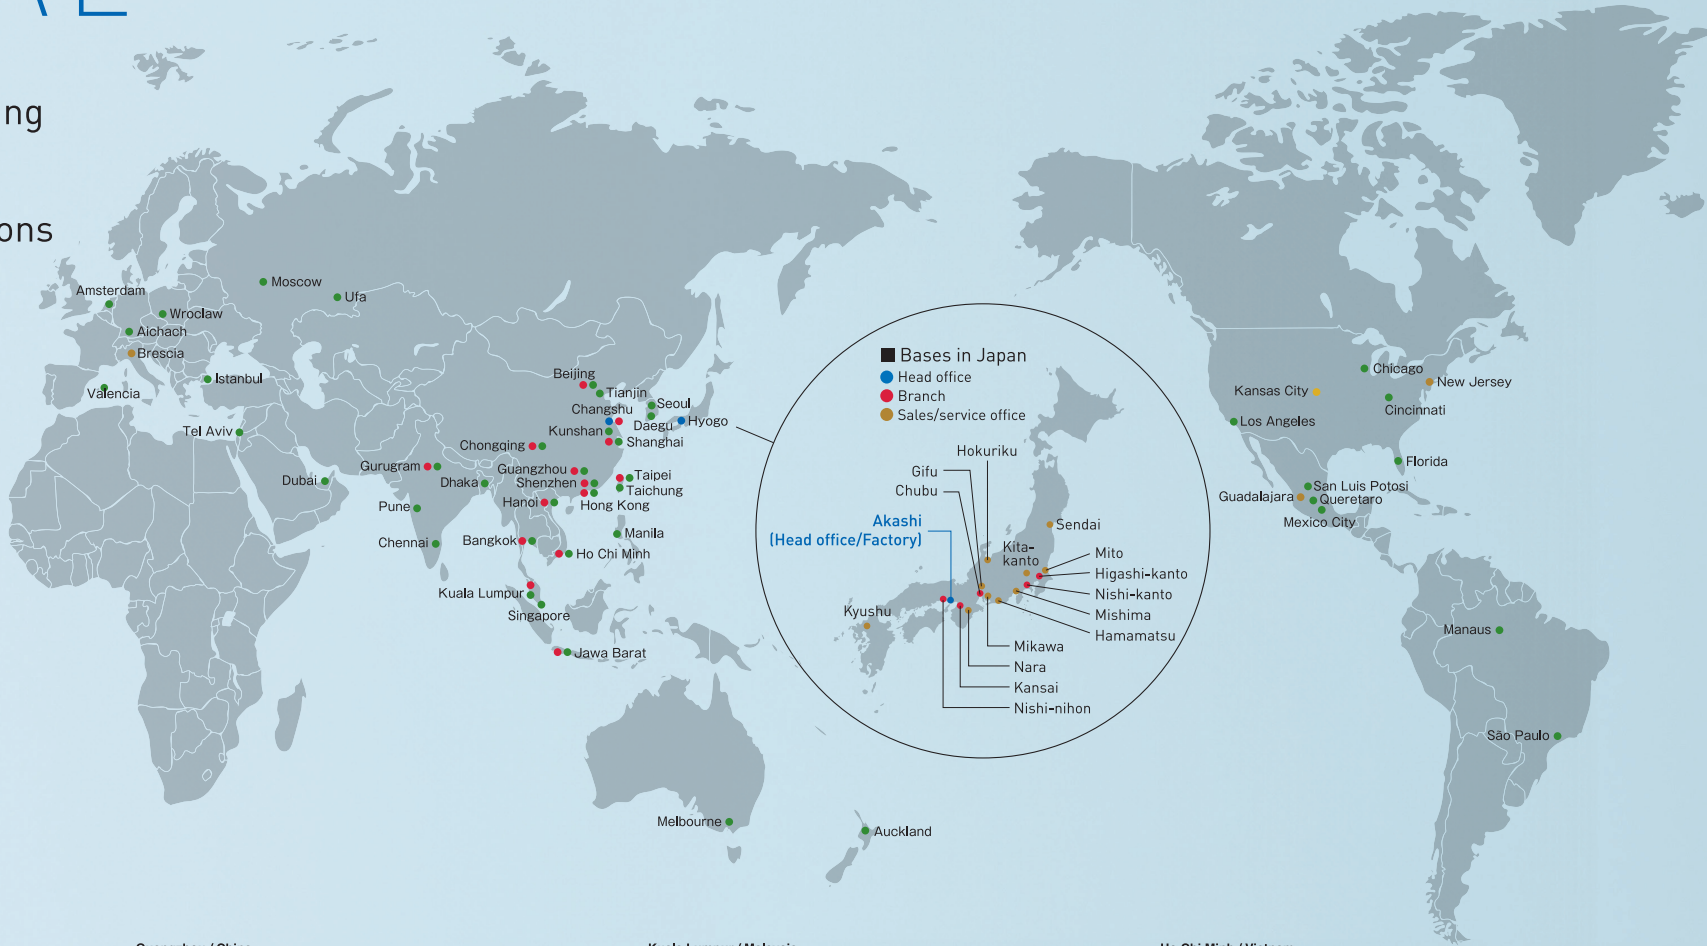 ng
ons
Amsterdam
Moscow
Ufa
Wroclaw
Aichach
Brescia
Istanbul
Valencia
Tel Aviv
Dubai
Beijing
Tianjin
Changshu
Seoul
Daegu
Hyogo
Kunshan
Shanghai
Chongqing
Gurugram
Guangzhou
Taipei
Dhaka
Shenzhen
Taichung
Hanoi
Hong Kong
Pune
Manila
Chennai
Bangkok
Ho Chi Minh
Kuala Lumpur
Singapore
Jawa Barat
Melbourne
Auckland
Bases in Japan
Head office
Branch
Sales/service office
Hokuriku
Gifu
Chubu
Akashi
(Head office/Factory)
Sendai
Kita-
kanto
Mito
Higashi-kanto
Nishi-kanto
Mishima
Hamamatsu
Kyushu
Mikawa
Nara
Kansai
Nishi-nihon
Chicago
New Jersey
Kansas City
Cincinnati
Los Angeles
Florida
San Luis Potosi
Guadalajara
Queretaro
Mexico City
Manaus
São Paulo